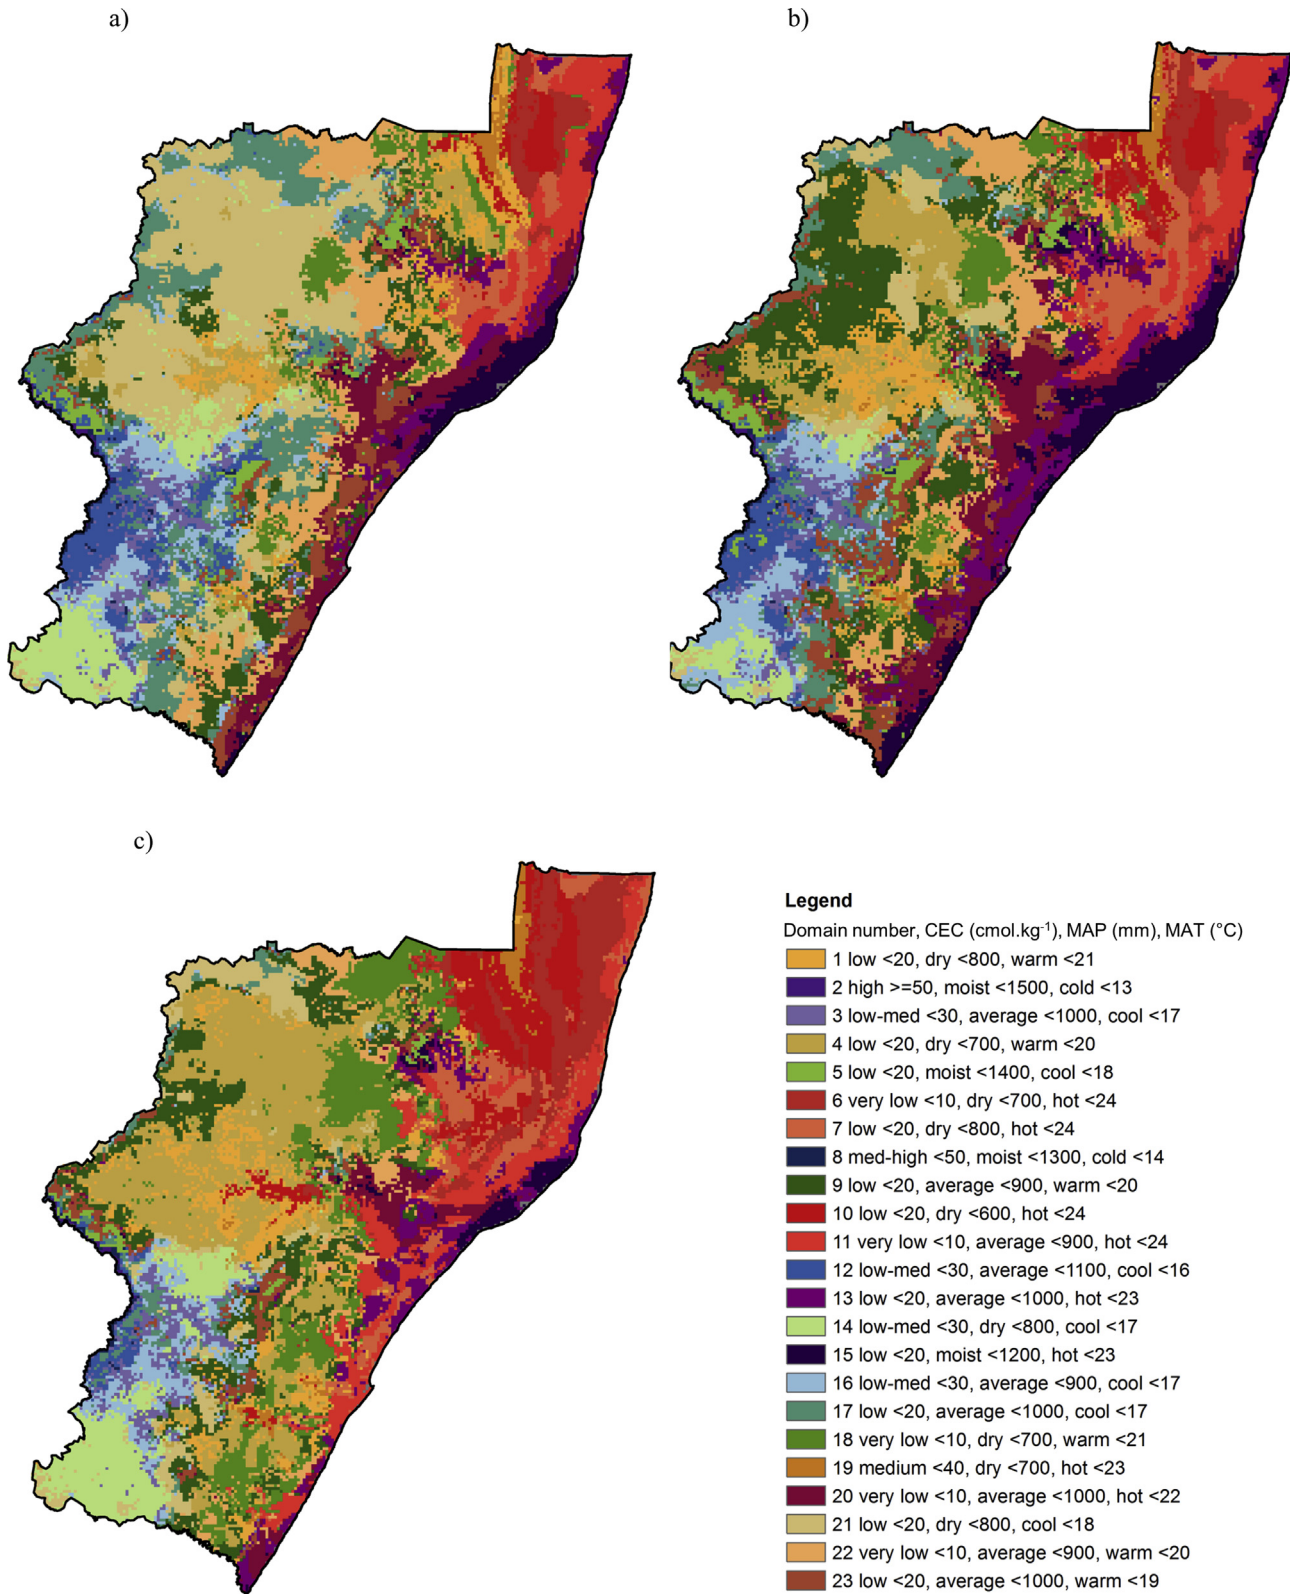 a)
b)
c)
Legend
Domain number, CEC (cmol.kg⁻¹), MAP (mm), MAT (°C)
1 low <20, dry <800, warm <21
2 high >=50, moist <1500, cold <13
3 low-med <30, average <1000, cool <17
4 low <20, dry <700, warm <20
5 low <20, moist <1400, cool <18
6 very low <10, dry <700, hot <24
7 low <20, dry <800, hot <24
8 med-high <50, moist <1300, cold <14
9 low <20, average <900, warm <20
10 low <20, dry <600, hot <24
11 very low <10, average <900, hot <24
12 low-med <30, average <1100, cool <16
13 low <20, average <1000, hot <23
14 low-med <30, dry <800, cool <17
15 low <20, moist <1200, hot <23
16 low-med <30, average <900, cool <17
17 low <20, average <1000, cool <17
18 very low <10, dry <700, warm <21
19 medium <40, dry <700, hot <23
20 very low <10, average <1000, hot <22
21 low <20, dry <800, cool <18
22 very low <10, average <900, warm <20
23 low <20, average <1000, warm <19